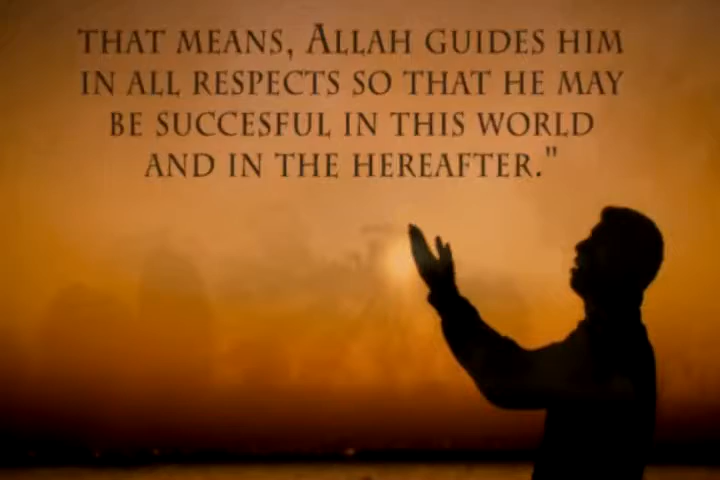 THAT MEANS, ALLAH GUIDES HIM
IN ALL RESPECTS SO THAT HE MAY
BE SUCCESFUL IN THIS WORLD
AND IN THE HEREAFTER."